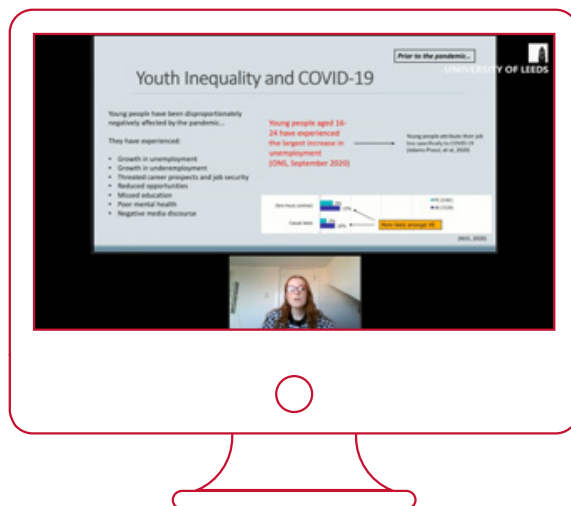 Prior to the pandemic...
UNIVERSITY OF LEEDS
Youth Inequality and COVID-19
Young people have been disproportionately
negatively affected by the pandemic...
They have experienced:
• Growth in unemployment
• Growth in underemployment
• Threatened career prospects and job security
• Reduced opportunities
• Missed education
• Poor mental health
• Negative media discourse
Young people aged 16-
24 have experienced
the largest increase in
unemployment
(ONS, September 2020)
Young people attribute their job
loss specifically to COVID-19
Zero-hours contract
Casual basis
More likely amongst